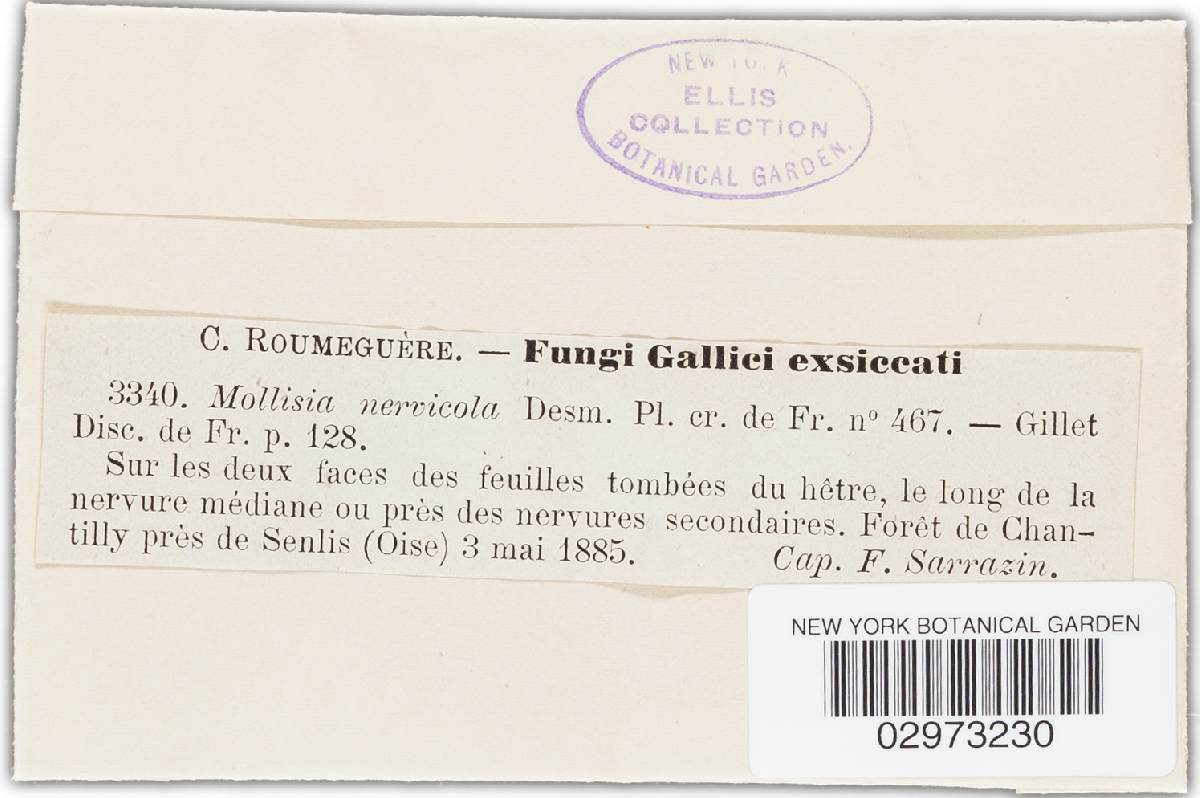 NEW YORK
ELLIS
COLLECTION
BOTANICAL GARDEN.
C. ROUMEGUÈRE. — Fungi Gallici exsiccati
3340. Mollisia nervicola Desm. Pl. cr. de Fr. nº 467. — Gillet
Disc. de Fr. p. 128.
Sur les deux faces des feuilles tombées du hêtre, le long de la
nervure médiane ou près des nervures secondaires. Forêt de Chan-
tilly près de Senlis (Oise) 3 mai 1885. Cap. F. Sarrazin.
NEW YORK BOTANICAL GARDEN
02973230